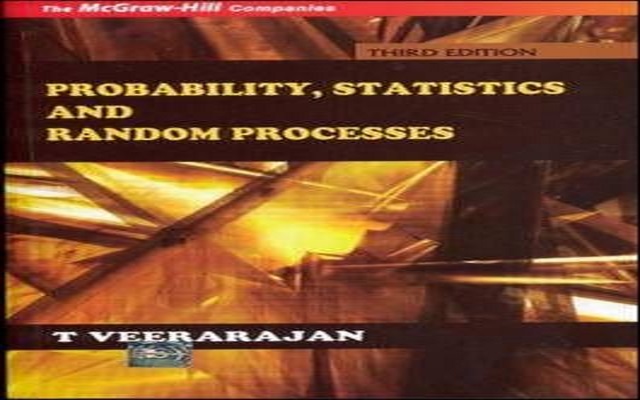 The McGraw-Hill Companies
THIRD EDITION
PROBABILITY, STATISTICS
AND
RANDOM PROCESSES
T VEERARAJAN